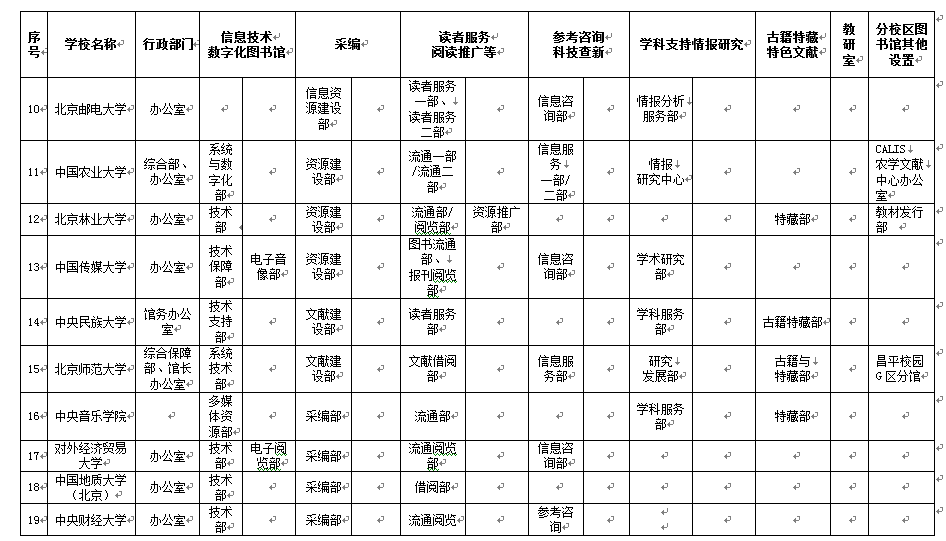 序号 学校名称 行政部门 信息技术 数字化图书馆 采编 读者服务 阅读推广等 参考咨询 科技查新 学科支持情报研究 古籍特藏 特色文献 教研室 分校区图书馆其他设置
10 北京邮电大学 办公室 信息资源建设部 读者服务一部、读者服务二部 信息咨询部 情报分析服务部
11 中国农业大学 综合部、办公室 系统与数字化部 资源建设部 流通一部/流通二部 信息服务一部/二部 情报研究中心 CALIS农学文献中心办公室
12 北京林业大学 办公室 技术部 资源建设部 流通部/阅览部 资源推广部 特藏部 教材发行部
13 中国传媒大学 办公室 技术保障部 电子音像部 资源建设部 图书流通部、报刊阅览部 信息咨询部 学术研究部
14 中央民族大学 馆务办公室 技术支持部 文献建设部 读者服务部 学科服务部 古籍特藏部
15 北京师范大学 综合保障部、馆长办公室 系统技术部 文献建设部 文献借阅部 信息服务部 研究发展部 古籍与特藏部 昌平校园G区分馆
16 中央音乐学院 多媒体资源部 采编部 流通部 学科服务部 特藏部
17 对外经济贸易大学 办公室 技术部 电子阅览部 采编部 流通阅览部 信息咨询部
18 中国地质大学（北京） 办公室 技术部 采编部 借阅部
19 中央财经大学 办公室 技术部 采编部 流通阅览 参考咨询